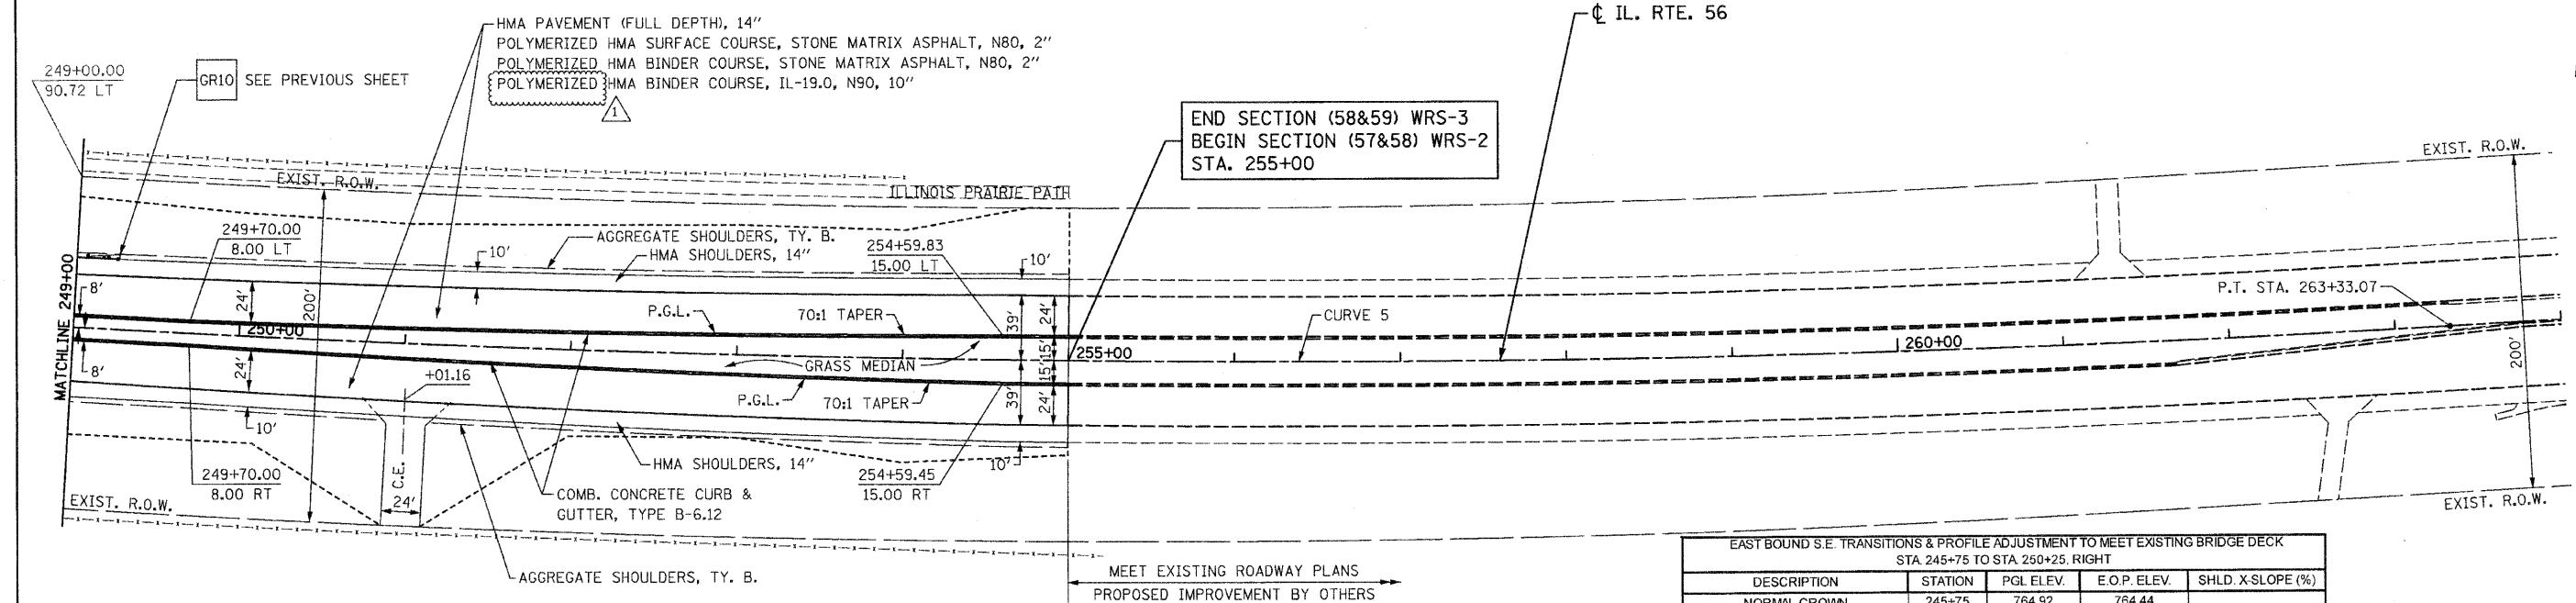 HMA PAVEMENT (FULL DEPTH), 14"
POLYMERIZED HMA SURFACE COURSE, STONE MATRIX ASPHALT, N80, 2"
POLYMERIZED HMA BINDER COURSE, STONE MATRIX ASPHALT, N80, 2"
POLYMERIZED HMA BINDER COURSE, IL-19.0, N90, 10"
1
℄ IL. RTE. 56
249+00.00
90.72 LT
GR10 SEE PREVIOUS SHEET
END SECTION (58&59) WRS-3
BEGIN SECTION (57&58) WRS-2
STA. 255+00
EXIST. R.O.W.
EXIST. R.O.W.
ILLINOIS PRAIRIE PATH
249+70.00
8.00 LT
10'
AGGREGATE SHOULDERS, TY. B.
HMA SHOULDERS, 14"
254+59.83
15.00 LT
10'
MATCHLINE 249+00
8'
24'
200'
P.G.L.
70:1 TAPER
39'
24'
CURVE 5
P.T. STA. 263+33.07
250+00
15'
255+00
260+00
8'
24'
+01.16
GRASS MEDIAN
15'
200'
P.G.L.
70:1 TAPER
39'
24'
10'
249+70.00
8.00 RT
C.E.
24'
HMA SHOULDERS, 14"
10'
254+59.45
15.00 RT
COMB. CONCRETE CURB &
GUTTER, TYPE B-6.12
EXIST. R.O.W.
EXIST. R.O.W.
AGGREGATE SHOULDERS, TY. B.
MEET EXISTING ROADWAY PLANS
PROPOSED IMPROVEMENT BY OTHERS
EAST BOUND S.E. TRANSITIONS & PROFILE ADJUSTMENT TO MEET EXISTING BRIDGE DECK
STA. 245+75 TO STA. 250+25, RIGHT
DESCRIPTION STATION PGL ELEV. E.O.P. ELEV. SHLD. X-SLOPE (%)
NORMAL CROWN 245+75 764.92 764.44